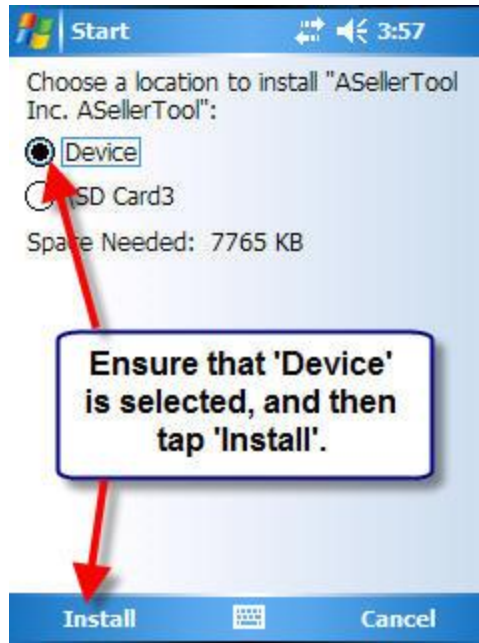 Start 3:57
Choose a location to install "ASellerTool
Inc. ASellerTool":
Device
\SD Card3
Space Needed: 7765 KB
Ensure that 'Device'
is selected, and then
tap 'Install'.
Install Cancel